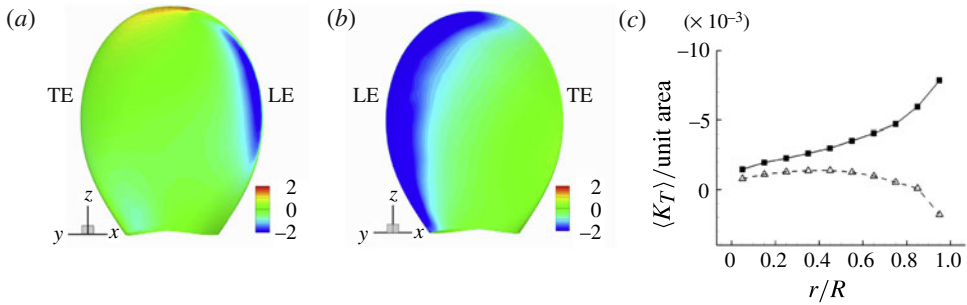 (a)
TE
LE
2
0
−2
z
y
x
(b)
LE
TE
2
0
−2
z
y
x
(c)
(× 10⁻³)
−10
−5
0
⟨K_T⟩/unit area
0
0.2
0.4
0.6
0.8
1.0
r/R